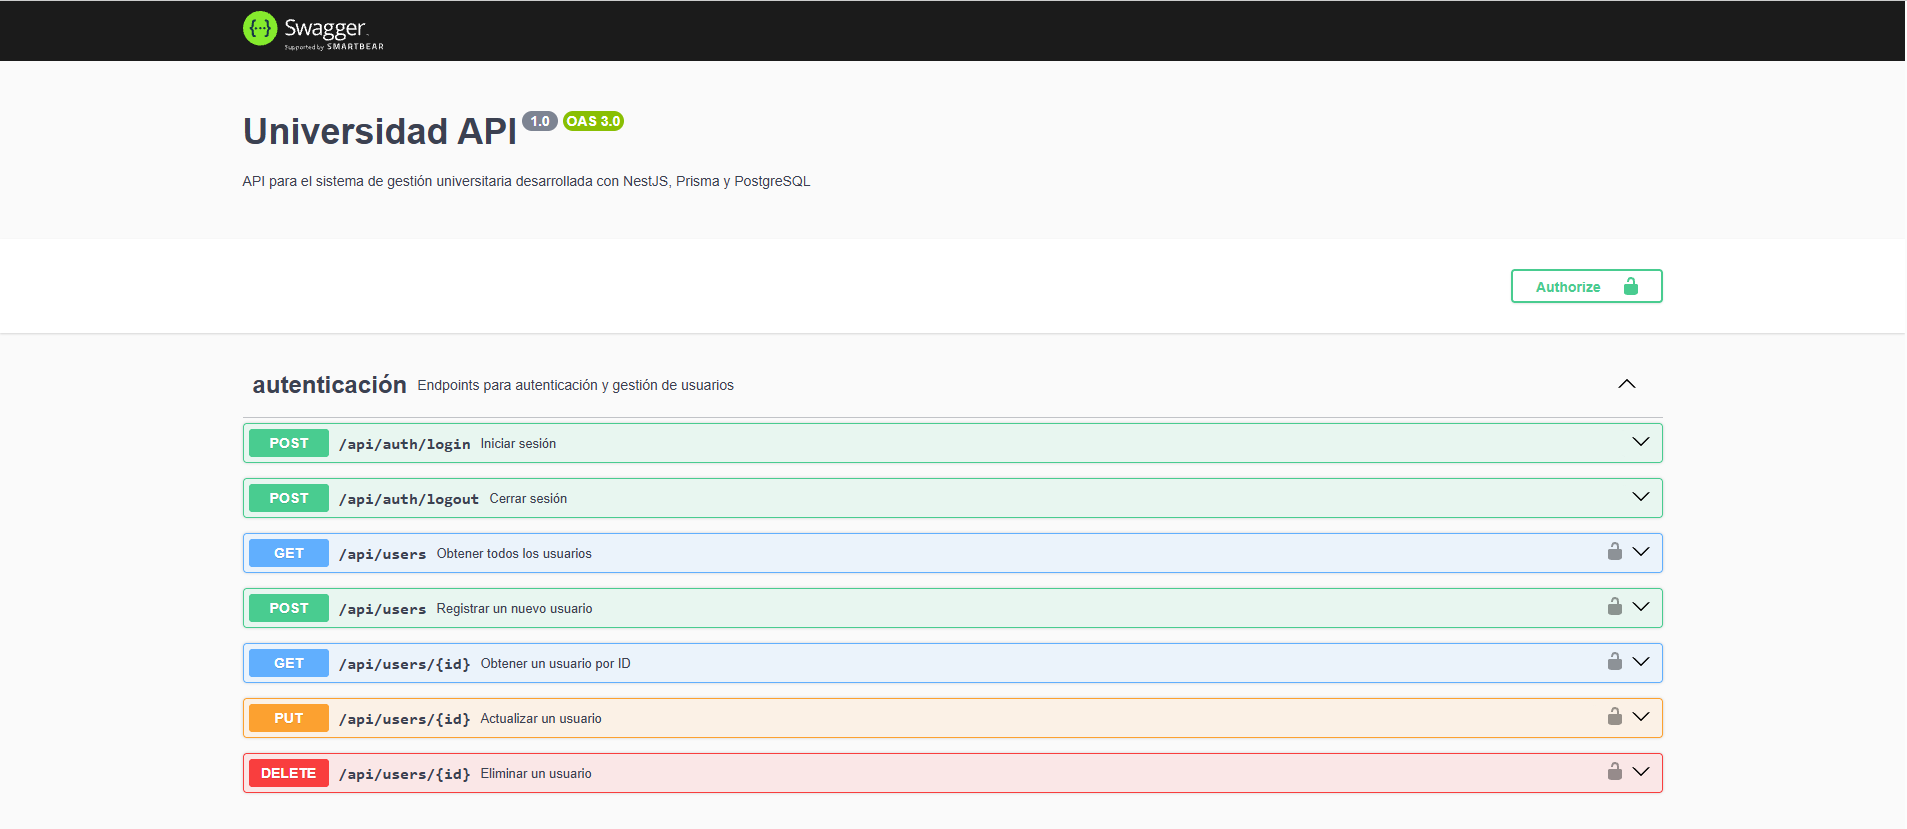 Swagger
Supported by SMARTBEAR
Universidad API 1.0 OAS 3.0
API para el sistema de gestión universitaria desarrollada con NestJS, Prisma y PostgreSQL
Authorize
autenticación Endpoints para autenticación y gestión de usuarios
POST /api/auth/login Iniciar sesión
POST /api/auth/logout Cerrar sesión
GET /api/users Obtener todos los usuarios
POST /api/users Registrar un nuevo usuario
GET /api/users/{id} Obtener un usuario por ID
PUT /api/users/{id} Actualizar un usuario
DELETE /api/users/{id} Eliminar un usuario